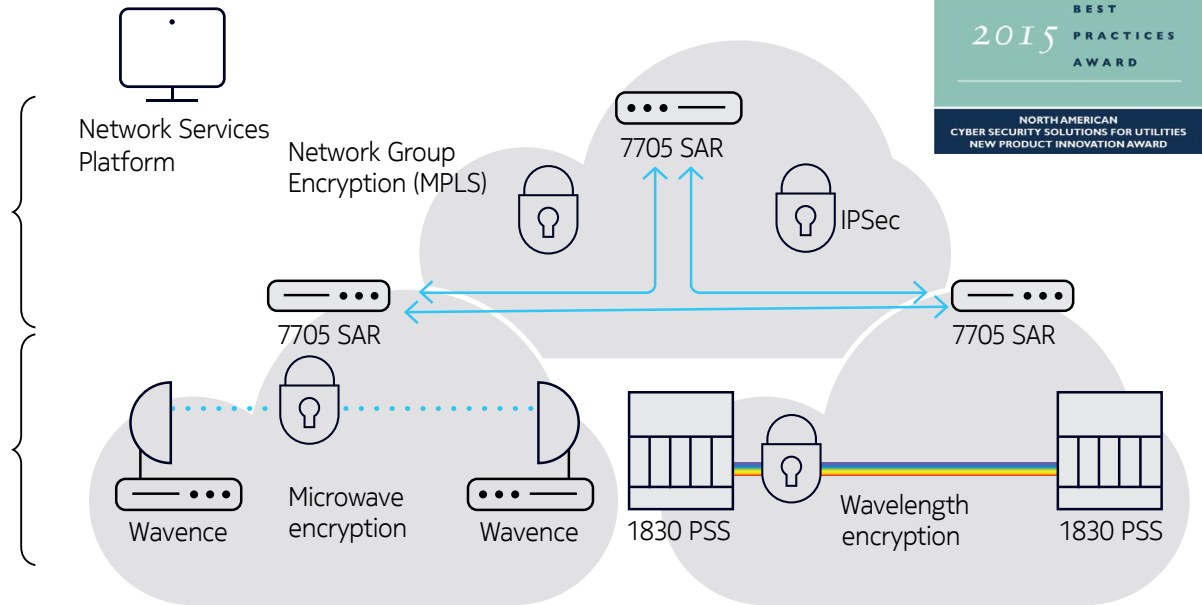 BEST
2015 PRACTICES
AWARD
NORTH AMERICAN
CYBER SECURITY SOLUTIONS FOR UTILITIES
NEW PRODUCT INNOVATION AWARD
Network Services
Platform
7705 SAR
Network Group
Encryption (MPLS)
IPSec
7705 SAR
7705 SAR
Microwave
encryption
Wavence
Wavence
Wavelength
encryption
1830 PSS
1830 PSS